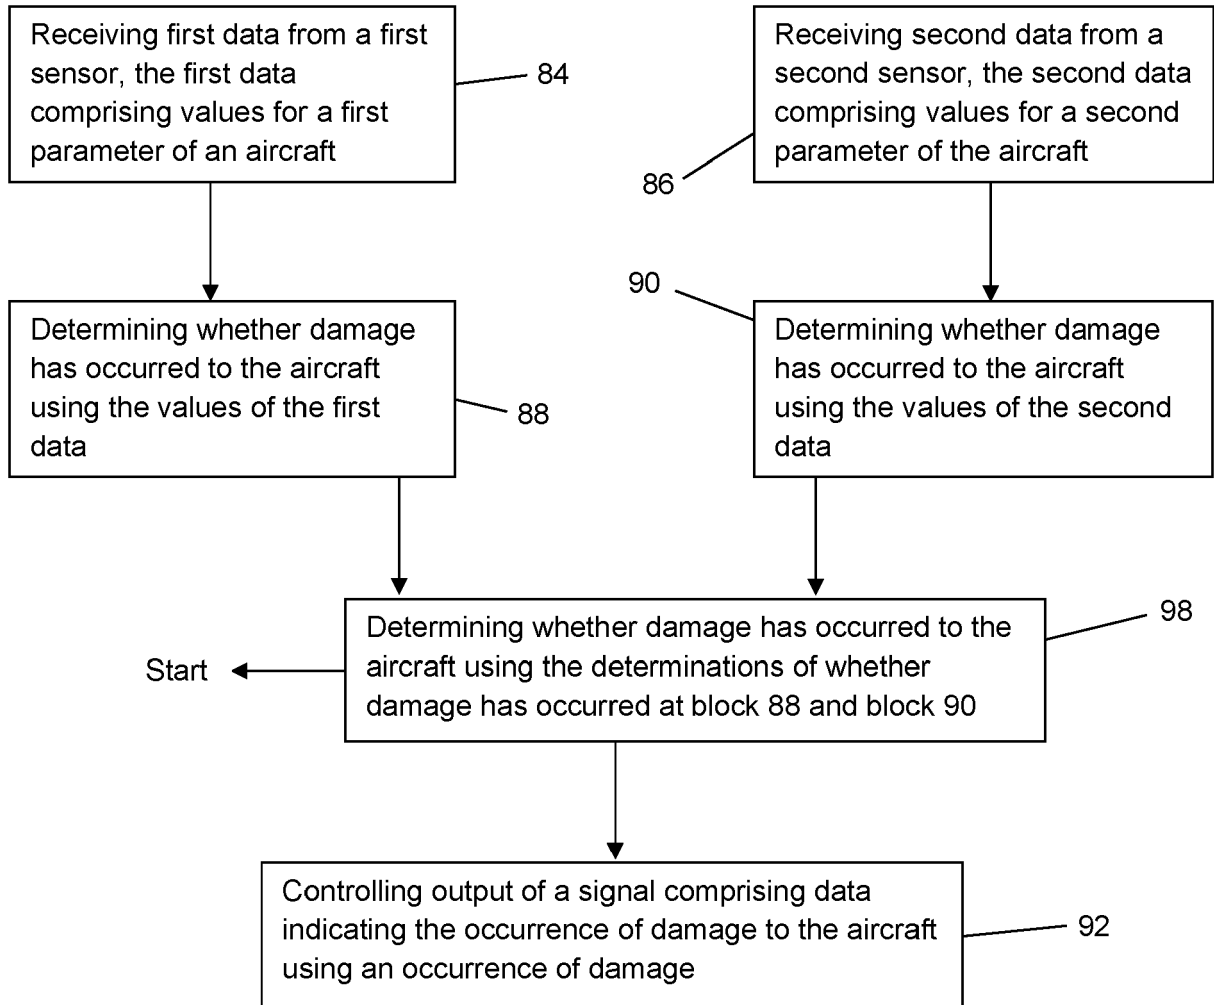 Receiving first data from a first
sensor, the first data
comprising values for a first
parameter of an aircraft
84
Receiving second data from a
second sensor, the second data
comprising values for a second
parameter of the aircraft
86
Determining whether damage
has occurred to the aircraft
using the values of the first
data
88
90
Determining whether damage
has occurred to the aircraft
using the values of the second
data
Determining whether damage has occurred to the
aircraft using the determinations of whether
damage has occurred at block 88 and block 90
98
Start
Controlling output of a signal comprising data
indicating the occurrence of damage to the aircraft
using an occurrence of damage
92